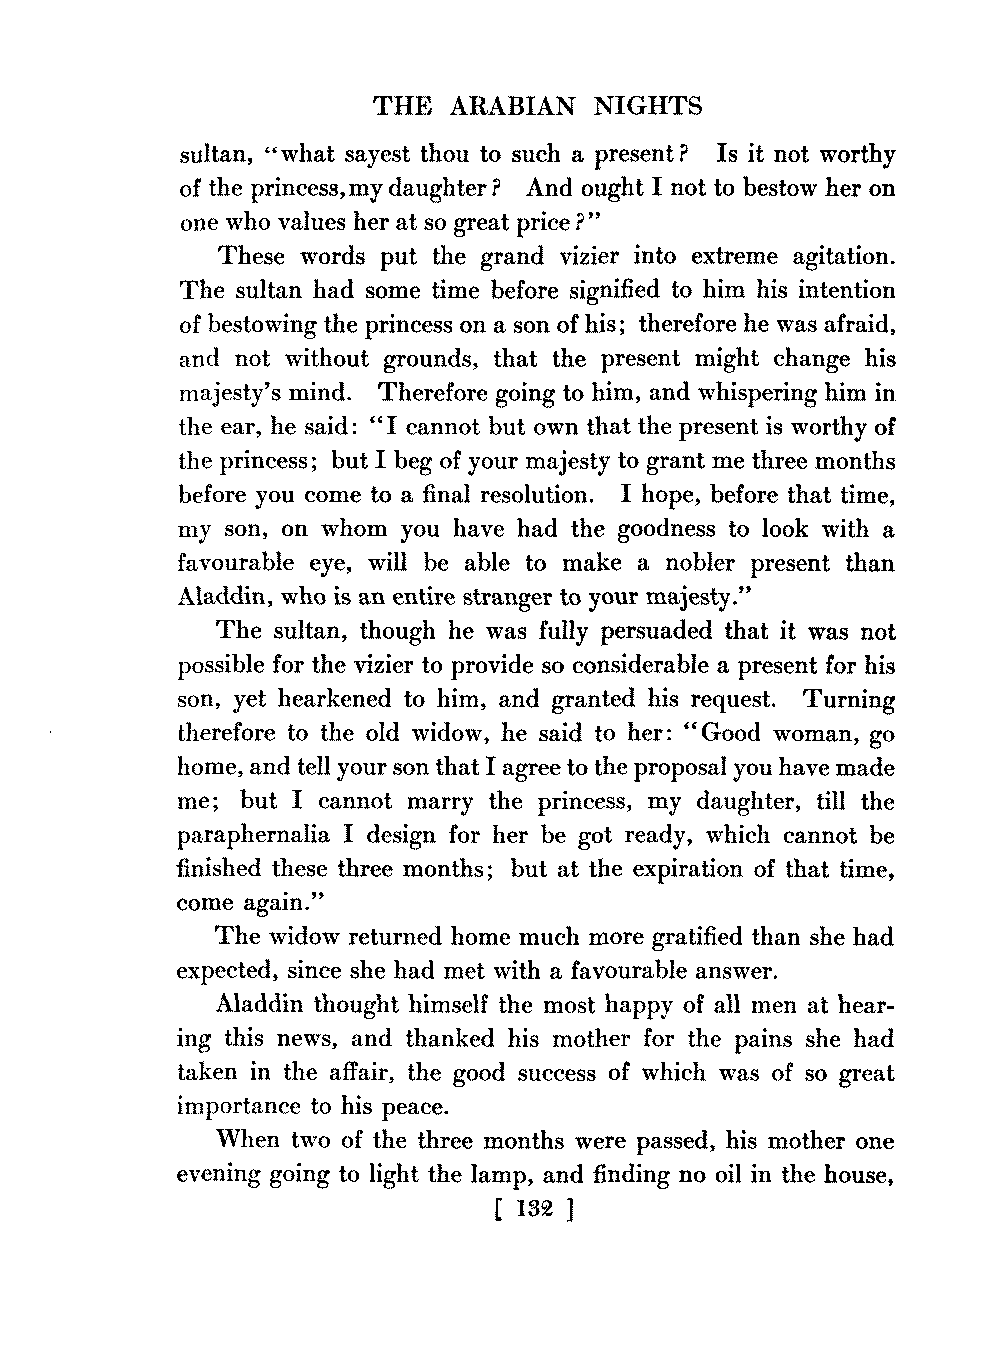 THE ARABIAN NIGHTS
sultan, "what sayest thou to such a present? Is it not worthy
of the princess, my daughter? And ought I not to bestow her on
one who values her at so great price?"
These words put the grand vizier into extreme agitation.
The sultan had some time before signified to him his intention
of bestowing the princess on a son of his; therefore he was afraid,
and not without grounds, that the present might change his
majesty's mind. Therefore going to him, and whispering him in
the ear, he said: "I cannot but own that the present is worthy of
the princess; but I beg of your majesty to grant me three months
before you come to a final resolution. I hope, before that time,
my son, on whom you have had the goodness to look with a
favourable eye, will be able to make a nobler present than
Aladdin, who is an entire stranger to your majesty."
The sultan, though he was fully persuaded that it was not
possible for the vizier to provide so considerable a present for his
son, yet hearkened to him, and granted his request. Turning
therefore to the old widow, he said to her: "Good woman, go
home, and tell your son that I agree to the proposal you have made
me; but I cannot marry the princess, my daughter, till the
paraphernalia I design for her be got ready, which cannot be
finished these three months; but at the expiration of that time,
come again."
The widow returned home much more gratified than she had
expected, since she had met with a favourable answer.
Aladdin thought himself the most happy of all men at hear-
ing this news, and thanked his mother for the pains she had
taken in the affair, the good success of which was of so great
importance to his peace.
When two of the three months were passed, his mother one
evening going to light the lamp, and finding no oil in the house,
[ 132 ]